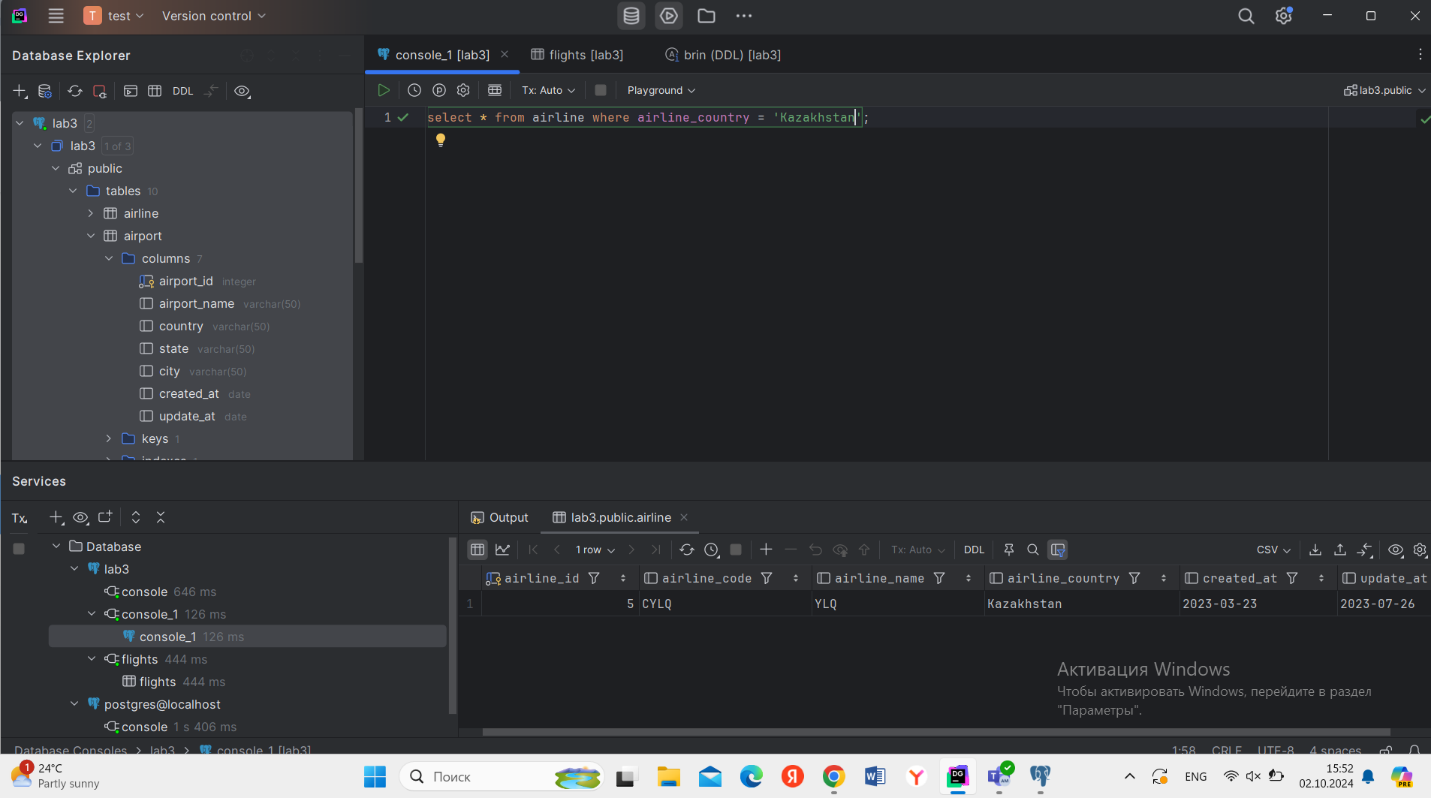 T test Version control
Database Explorer
console_1 [lab3]
flights [lab3]
brin (DDL) [lab3]
DDL
Tx: Auto
Playground
lab3.public
1 select * from airline where airline_country = 'Kazakhstan';
lab3 2
lab3 1 of 3
public
tables 10
airline
airport
columns 7
airport_id integer
airport_name varchar(50)
country varchar(50)
state varchar(50)
city varchar(50)
created_at date
update_at date
keys 1
Services
Tx
Database
lab3
console 646 ms
console_1 126 ms
console_1 126 ms
flights 444 ms
flights 444 ms
postgres@localhost
console 1 s 406 ms
Output
lab3.public.airline
1 row
Tx: Auto
DDL
CSV
airline_id airline_code airline_name airline_country created_at update_at
1 5 CYLQ YLQ Kazakhstan 2023-03-23 2023-07-26
Активация Windows
Чтобы активировать Windows, перейдите в раздел
"Параметры".
Database Consoles > lab3 > console_1 [lab3]
1:58 CRLF UTF-8 4 spaces
1
24°C
Partly sunny
Поиск
ENG
15:52
02.10.2024